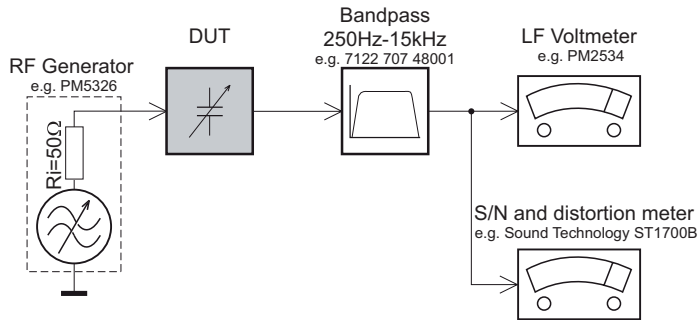 RF Generator
e.g. PM5326
Ri=50Ω
DUT
Bandpass
250Hz-15kHz
e.g. 7122 707 48001
LF Voltmeter
e.g. PM2534
S/N and distortion meter
e.g. Sound Technology ST1700B